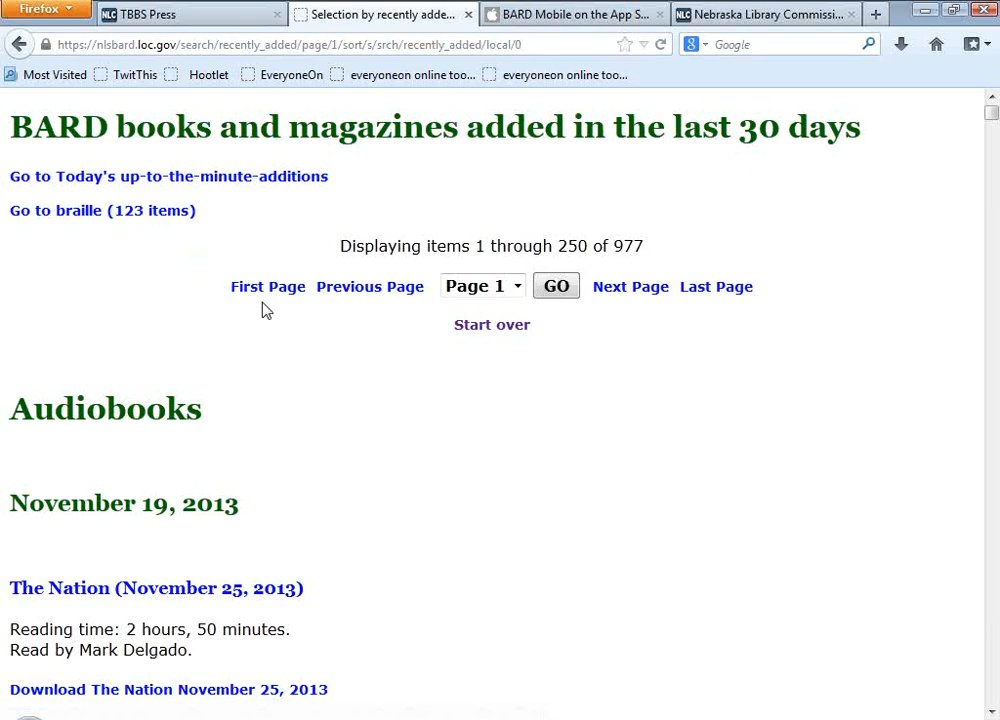 Firefox
NLC TBBS Press
Selection by recently adde...
BARD Mobile on the App S...
NLC Nebraska Library Commissi...
https://nlsbard.loc.gov/search/recently_added/page/1/sort/s/srch/recently_added/local/0
Google
Most Visited
TwitThis
Hootlet
EveryoneOn
everyoneon online too...
everyoneon online too...
BARD books and magazines added in the last 30 days
Go to Today's up-to-the-minute-additions
Go to braille (123 items)
Displaying items 1 through 250 of 977
First Page Previous Page Page 1 GO Next Page Last Page
Start over
Audiobooks
November 19, 2013
The Nation (November 25, 2013)
Reading time: 2 hours, 50 minutes.
Read by Mark Delgado.
Download The Nation November 25, 2013